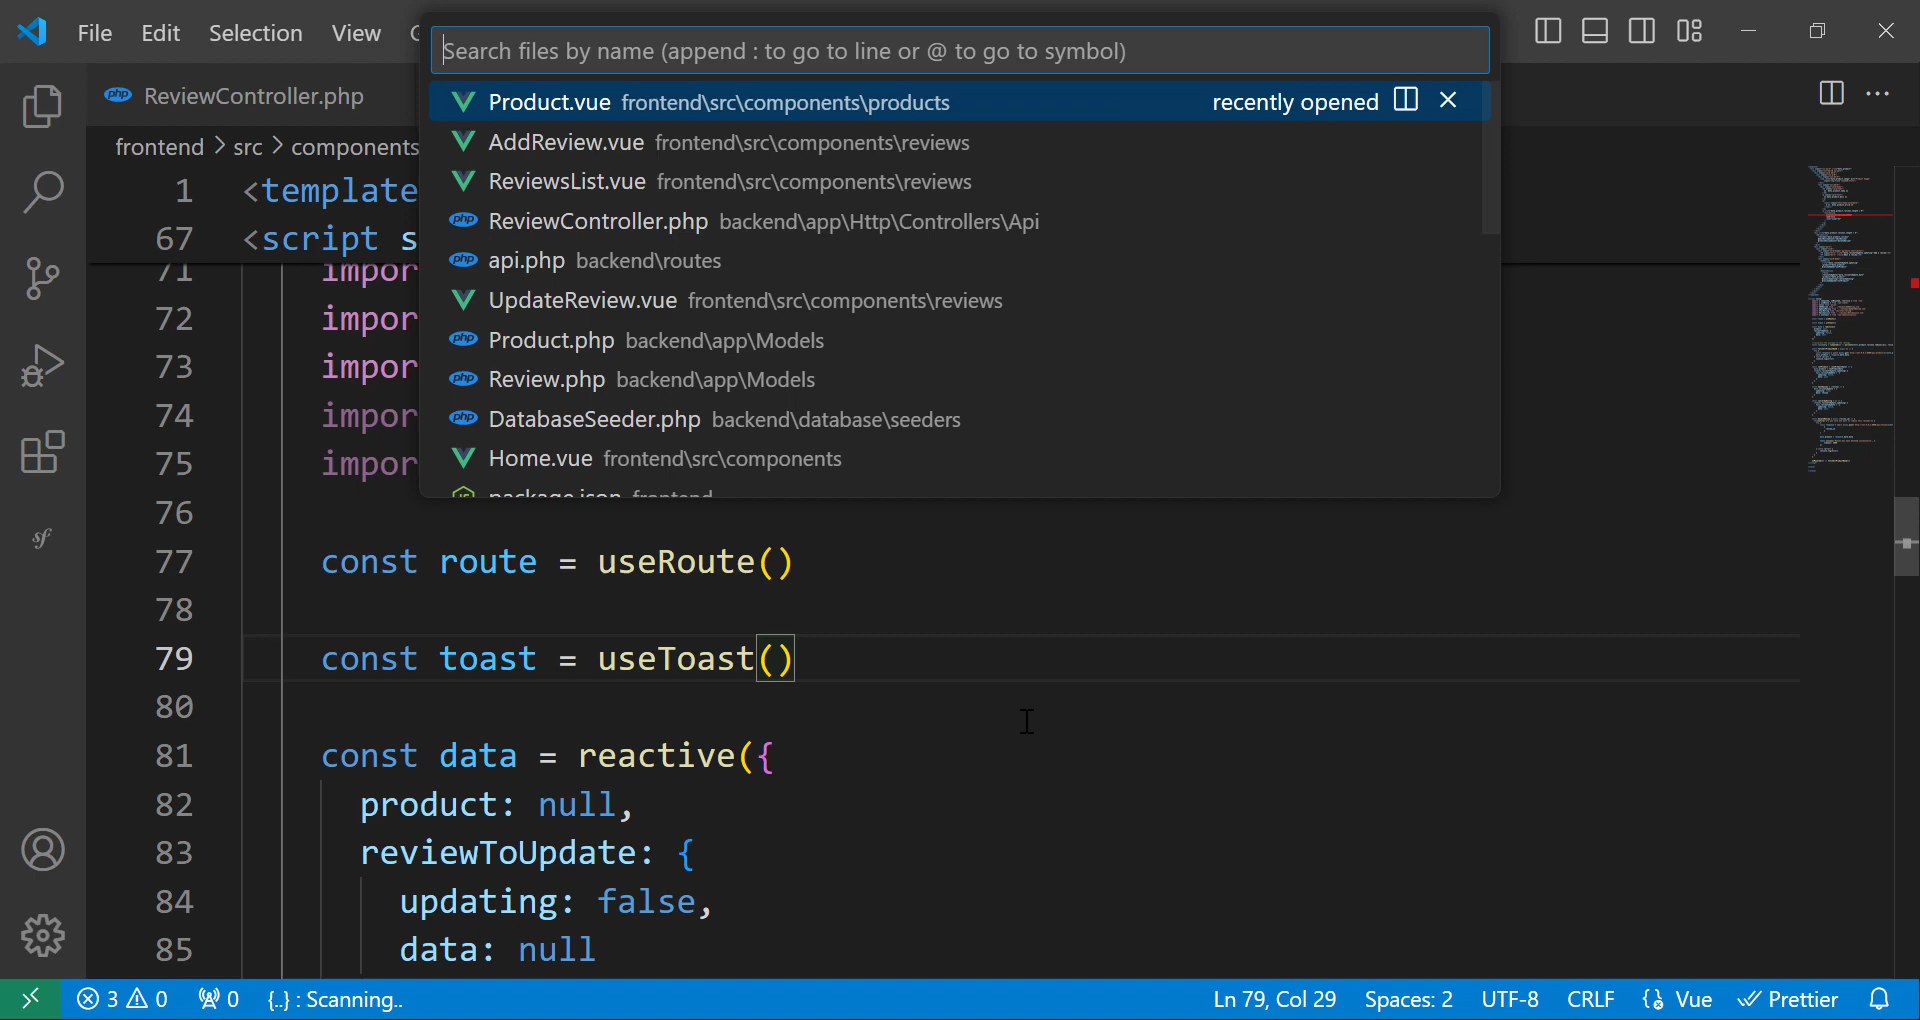 File Edit Selection View
Search files by name (append : to go to line or @ to go to symbol)
Product.vue frontend\src\components\products recently opened
AddReview.vue frontend\src\components\reviews
ReviewsList.vue frontend\src\components\reviews
ReviewController.php backend\app\Http\Controllers\Api
api.php backend\routes
UpdateReview.vue frontend\src\components\reviews
Product.php backend\app\Models
Review.php backend\app\Models
DatabaseSeeder.php backend\database\seeders
Home.vue frontend\src\components
package.json frontend
ReviewController.php
frontend > src > components
1 <template
67 <script s
71 impor
72 impor
73 impor
74 impor
75 impor
76
77 const route = useRoute()
78
79 const toast = useToast()
80
81 const data = reactive({
82 product: null,
83 reviewToUpdate: {
84 updating: false,
85 data: null
3 0 0 {..} : Scanning.. Ln 79, Col 29 Spaces: 2 UTF-8 CRLF Vue Prettier